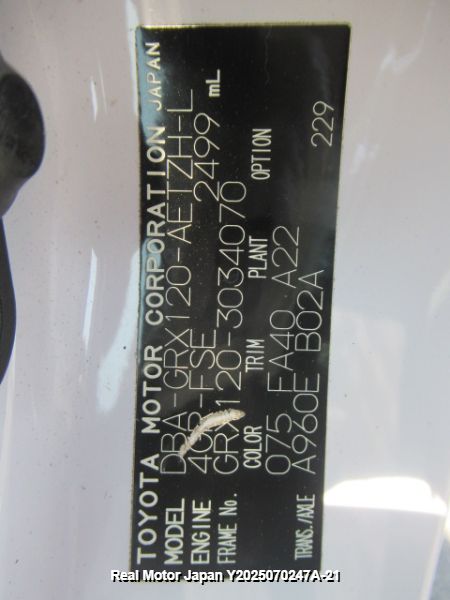 TOYOTA MOTOR CORPORATION JAPAN
MODEL DBA-GRX120-AETZH-L
ENGINE 4GR-FSE 2499 mL
FRAME No. GRX120-3034070
COLOR TRIM PLANT OPTION
075 FA40 A22 229
TRANS./AXLE A960E B02A
Real Motor Japan Y2025070247A-21